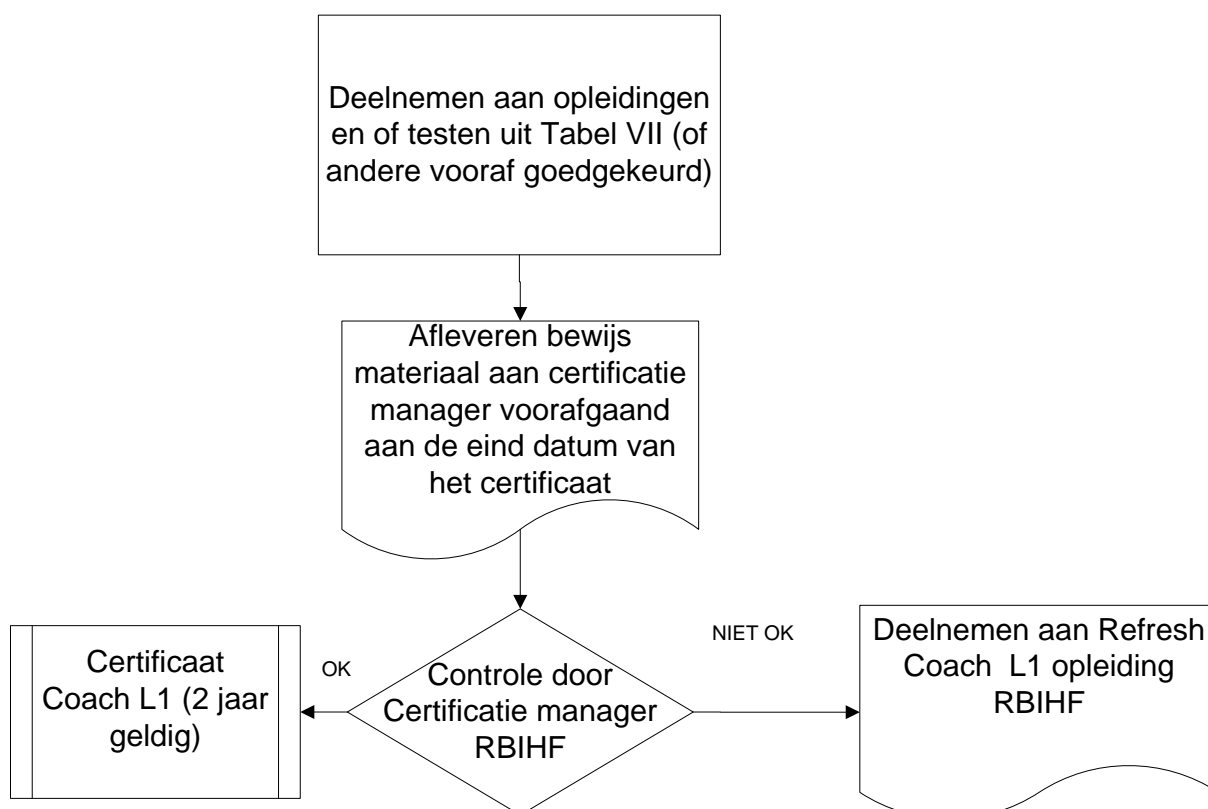 Deelnemen aan opleidingen
en of testen uit Tabel VII (of
andere vooraf goedgekeurd)
Afleveren bewijs
materiaal aan certificatie
manager voorafgaand
aan de eind datum van
het certificaat
Certificaat
Coach L1 (2 jaar
geldig)
OK
Controle door
Certificatie manager
RBIHF
NIET OK
Deelnemen aan Refresh
Coach L1 opleiding
RBIHF